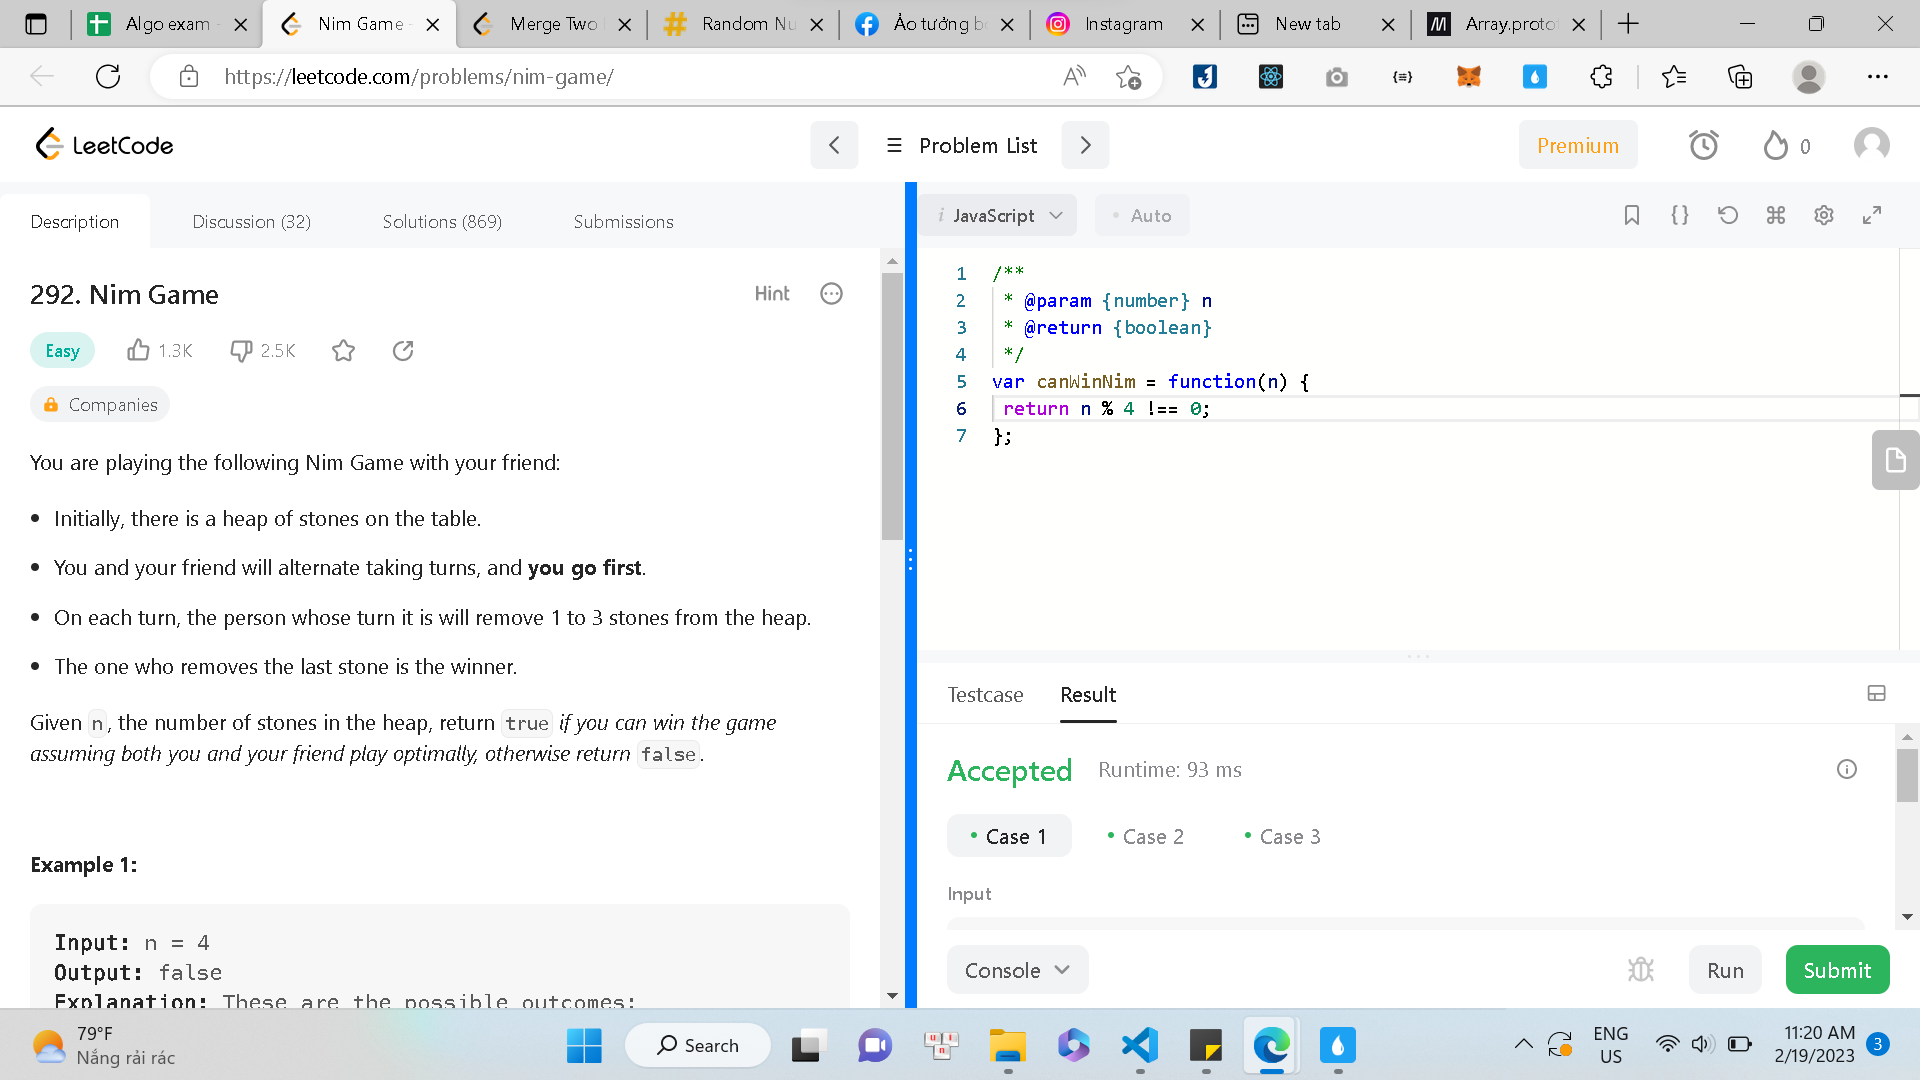 Algo exam -
Nim Game -
Merge Two
Random Nu
Ảo tưởng bo
Instagram
New tab
Array.proto
https://leetcode.com/problems/nim-game/
LeetCode
Problem List
Premium
0
Description
Discussion (32)
Solutions (869)
Submissions
i JavaScript
• Auto
292. Nim Game
Hint
Easy
1.3K
2.5K
Companies
You are playing the following Nim Game with your friend:
• Initially, there is a heap of stones on the table.
• You and your friend will alternate taking turns, and you go first.
• On each turn, the person whose turn it is will remove 1 to 3 stones from the heap.
• The one who removes the last stone is the winner.
Given n, the number of stones in the heap, return true if you can win the game
assuming both you and your friend play optimally, otherwise return false.
Example 1:
Input: n = 4
Output: false
Explanation: These are the possible outcomes:
1 /**
2 * @param {number} n
3 * @return {boolean}
4 */
5 var canWinNim = function(n) {
6 return n % 4 !== 0;
7 };
Testcase
Result
Accepted
Runtime: 93 ms
• Case 1
• Case 2
• Case 3
Input
Console
Run
Submit
79°F
Nắng rải rác
Search
ENG
US
11:20 AM
2/19/2023
3